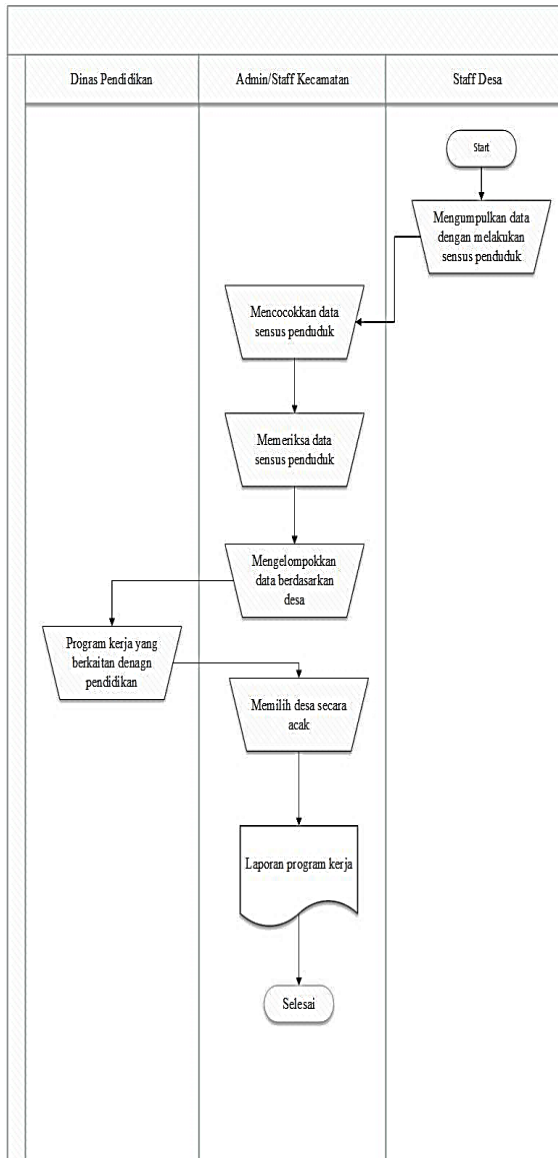 Dinas Pendidikan
Admin/Staff Kecamatan
Staff Desa
Start
Mengumpulkan data
dengan melakukan
sensus penduduk
Mencocokkan data
sensus penduduk
Memeriksa data
sensus penduduk
Mengelompokkan
data berdasarkan
desa
Program kerja yang
berkaitan denagn
pendidikan
Memilih desa secara
acak
Laporan program kerja
Selesai